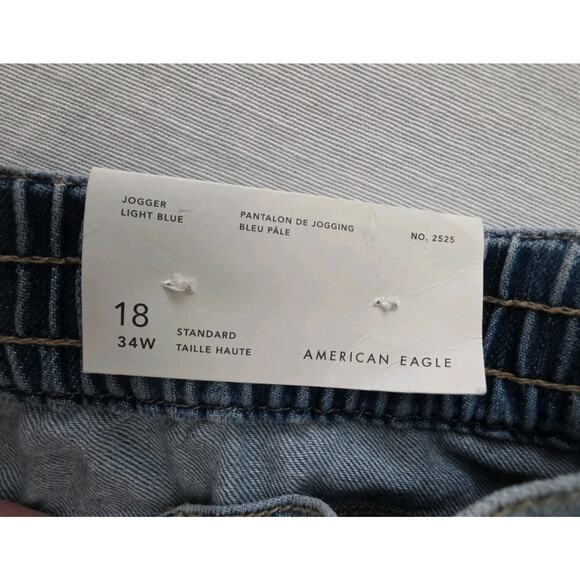 JOGGER
LIGHT BLUE
PANTALON DE JOGGING
BLEU PÂLE
NO. 2525
18
34W
STANDARD
TAILLE HAUTE
AMERICAN EAGLE